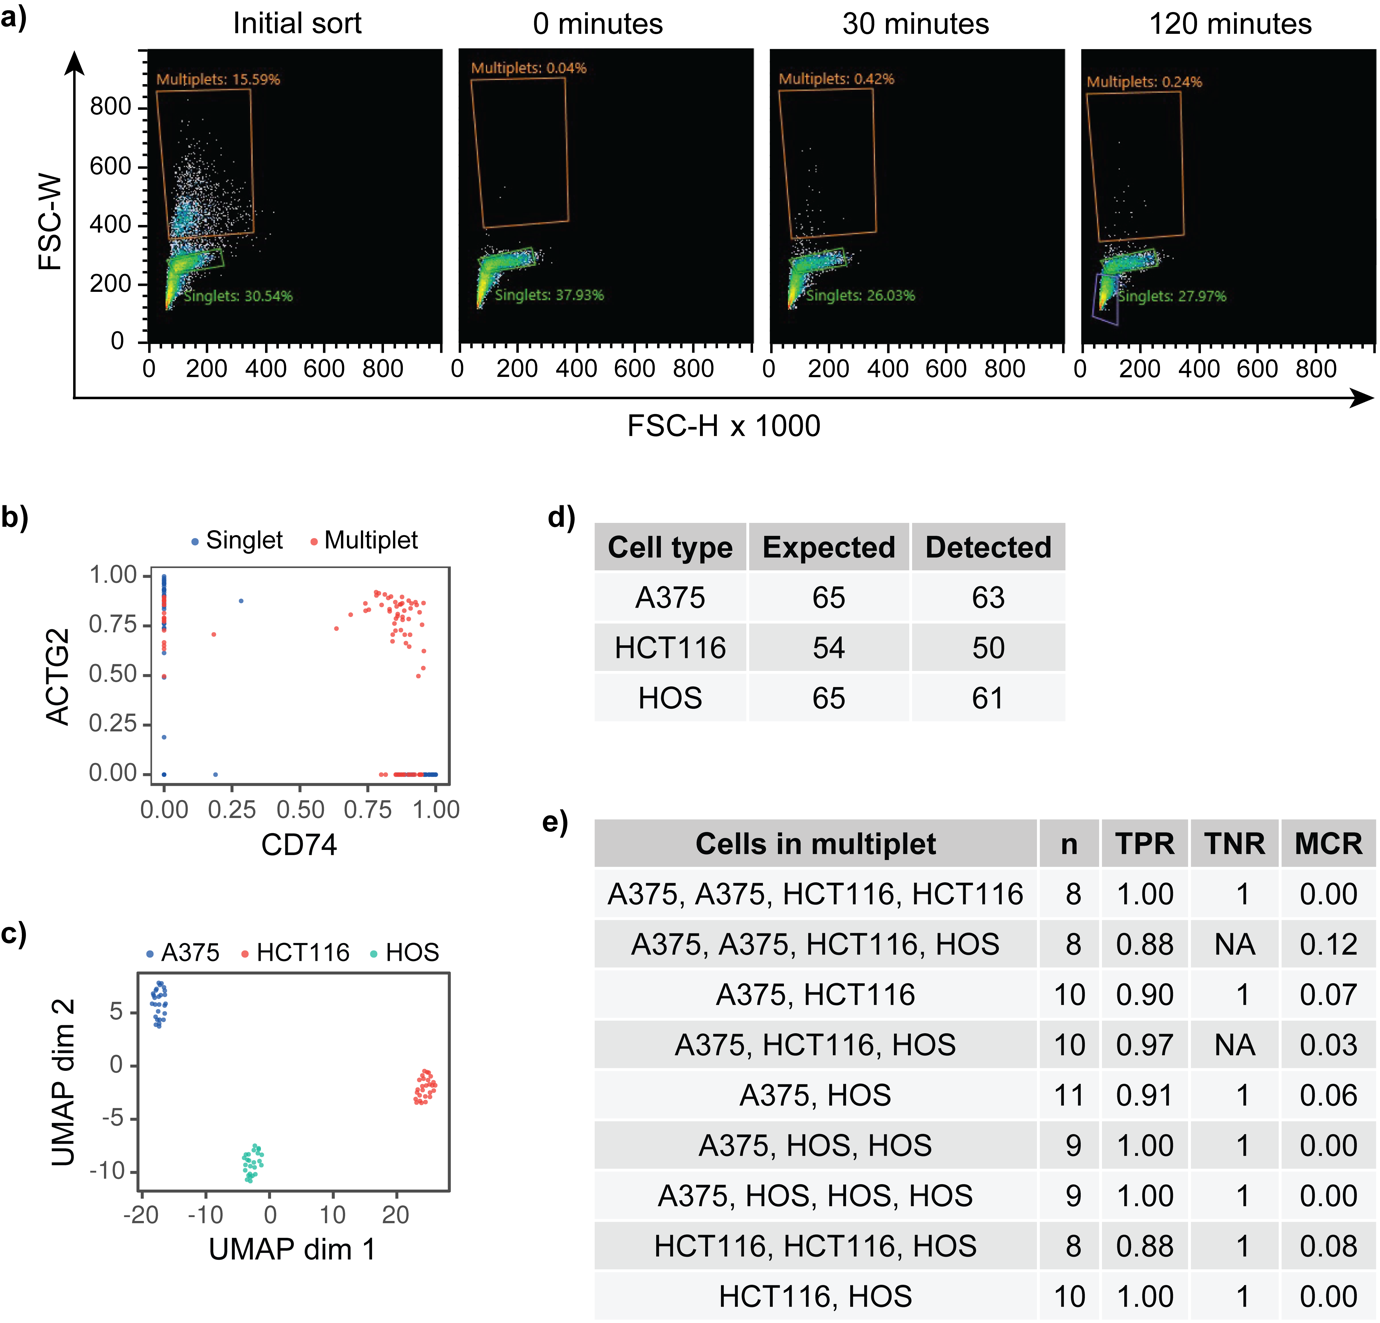 a)
Initial sort
0 minutes
30 minutes
120 minutes
Multiplets: 15.59%
Multiplets: 0.04%
Multiplets: 0.42%
Multiplets: 0.24%
Singlets: 30.54%
Singlets: 37.93%
Singlets: 26.03%
Singlets: 27.97%
FSC-W
800
600
400
200
0
0 200 400 600 800
0 200 400 600 800
0 200 400 600 800
0 200 400 600 800
FSC-H x 1000
b)
Singlet Multiplet
ACTG2
1.00
0.75
0.50
0.25
0.00
0.00 0.25 0.50 0.75 1.00
CD74
c)
A375 HCT116 HOS
UMAP dim 2
5
0
-5
-10
-20 -10 0 10 20
UMAP dim 1
d)
Cell type Expected Detected
A375 65 63
HCT116 54 50
HOS 65 61
e)
Cells in multiplet n TPR TNR MCR
A375, A375, HCT116, HCT116 8 1.00 1 0.00
A375, A375, HCT116, HOS 8 0.88 NA 0.12
A375, HCT116 10 0.90 1 0.07
A375, HCT116, HOS 10 0.97 NA 0.03
A375, HOS 11 0.91 1 0.06
A375, HOS, HOS 9 1.00 1 0.00
A375, HOS, HOS, HOS 9 1.00 1 0.00
HCT116, HCT116, HOS 8 0.88 1 0.08
HCT116, HOS 10 1.00 1 0.00